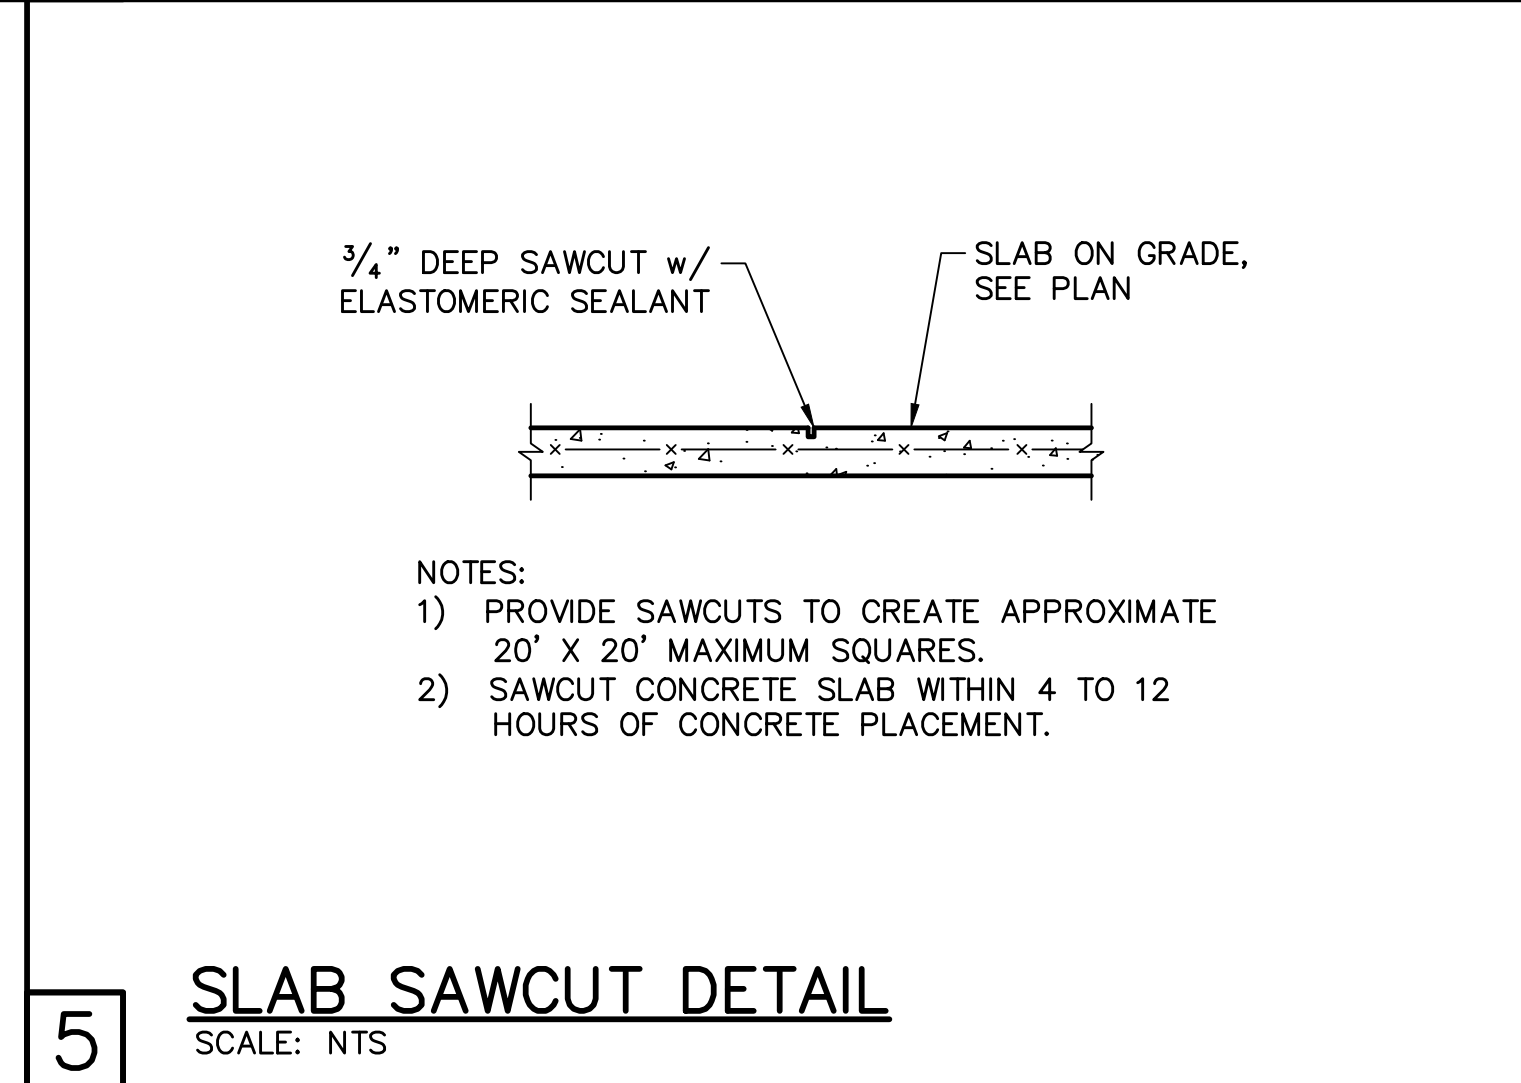 3/4" DEEP SAWCUT w/
ELASTOMERIC SEALANT
SLAB ON GRADE,
SEE PLAN
NOTES:
1) PROVIDE SAWCUTS TO CREATE APPROXIMATE
20' X 20' MAXIMUM SQUARES.
2) SAWCUT CONCRETE SLAB WITHIN 4 TO 12
HOURS OF CONCRETE PLACEMENT.
5
SLAB SAWCUT DETAIL
SCALE: NTS